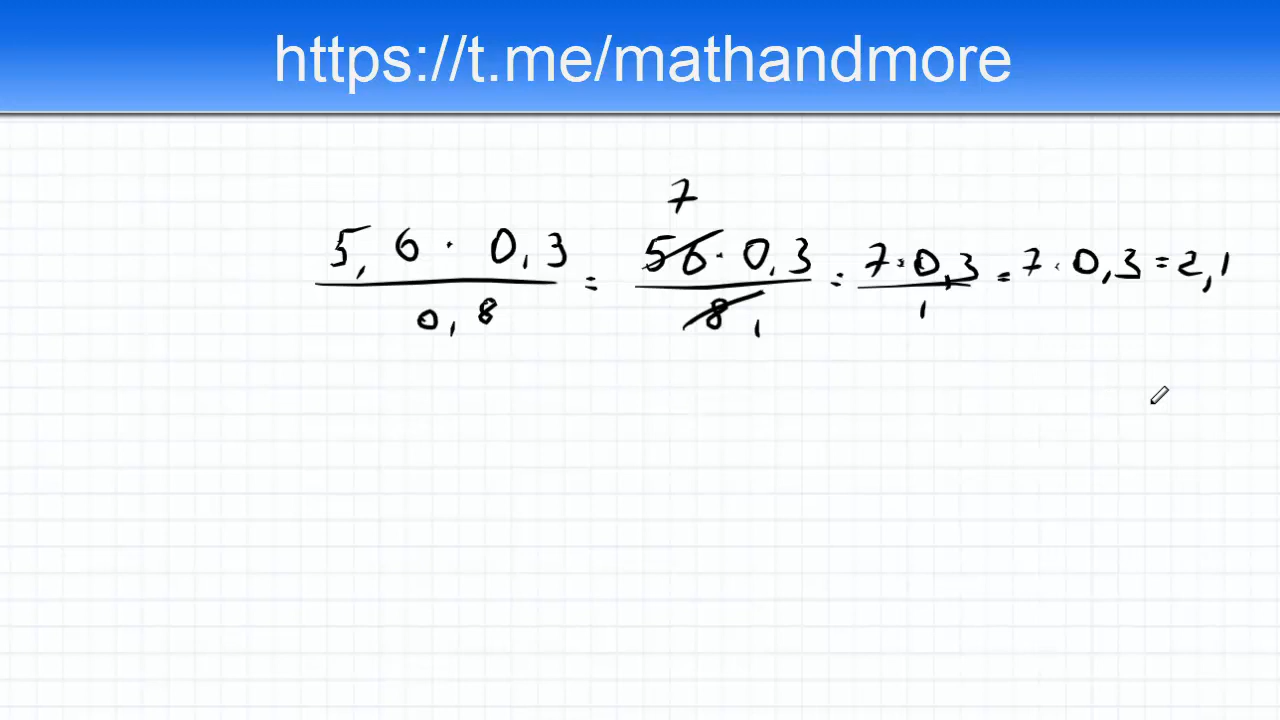 https://t.me/mathandmore
7
5,6 · 0,3 = 56 · 0,3 = 7 · 0,3 = 7 · 0,3 = 2,1
0,8 8 1 1